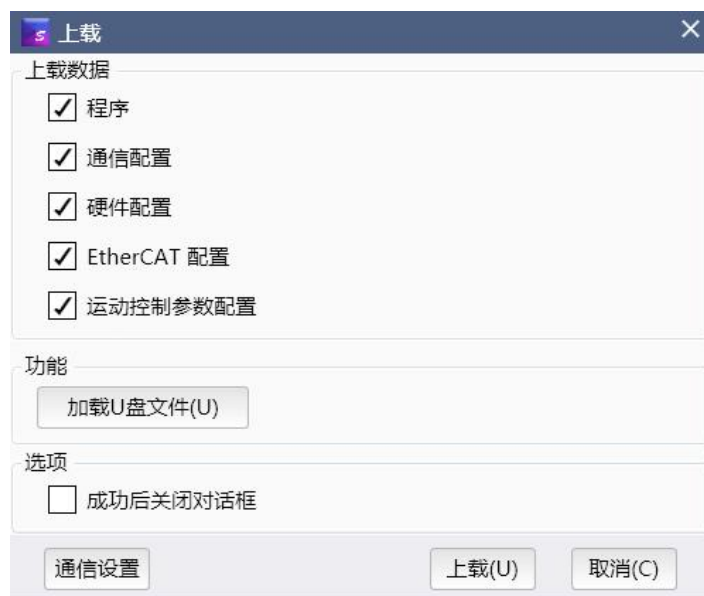 S 上载
上载数据
程序
通信配置
硬件配置
EtherCAT 配置
运动控制参数配置
功能
加载U盘文件(U)
选项
成功后关闭对话框
通信设置 上载(U) 取消(C)